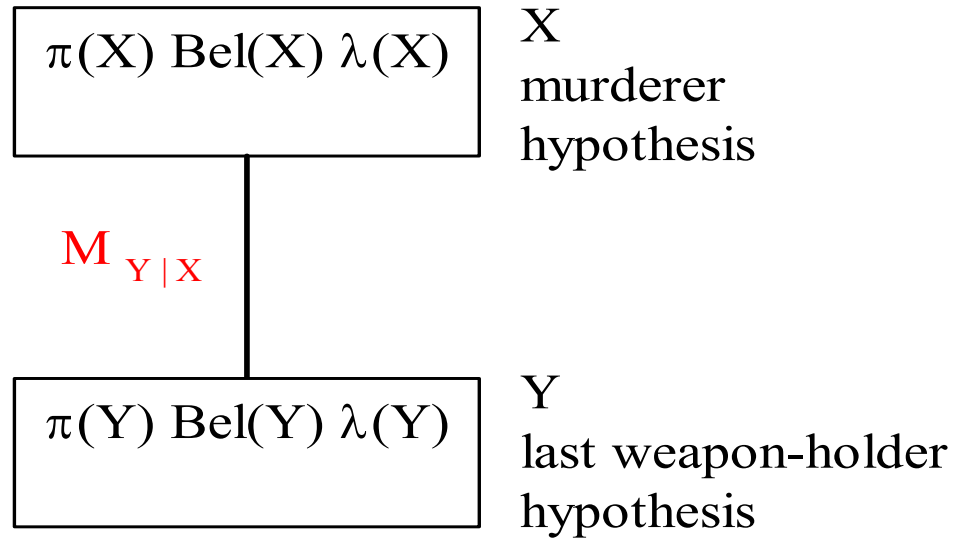 π(X) Bel(X) λ(X)
X
murderer
hypothesis
M Y | X
π(Y) Bel(Y) λ(Y)
Y
last weapon-holder
hypothesis